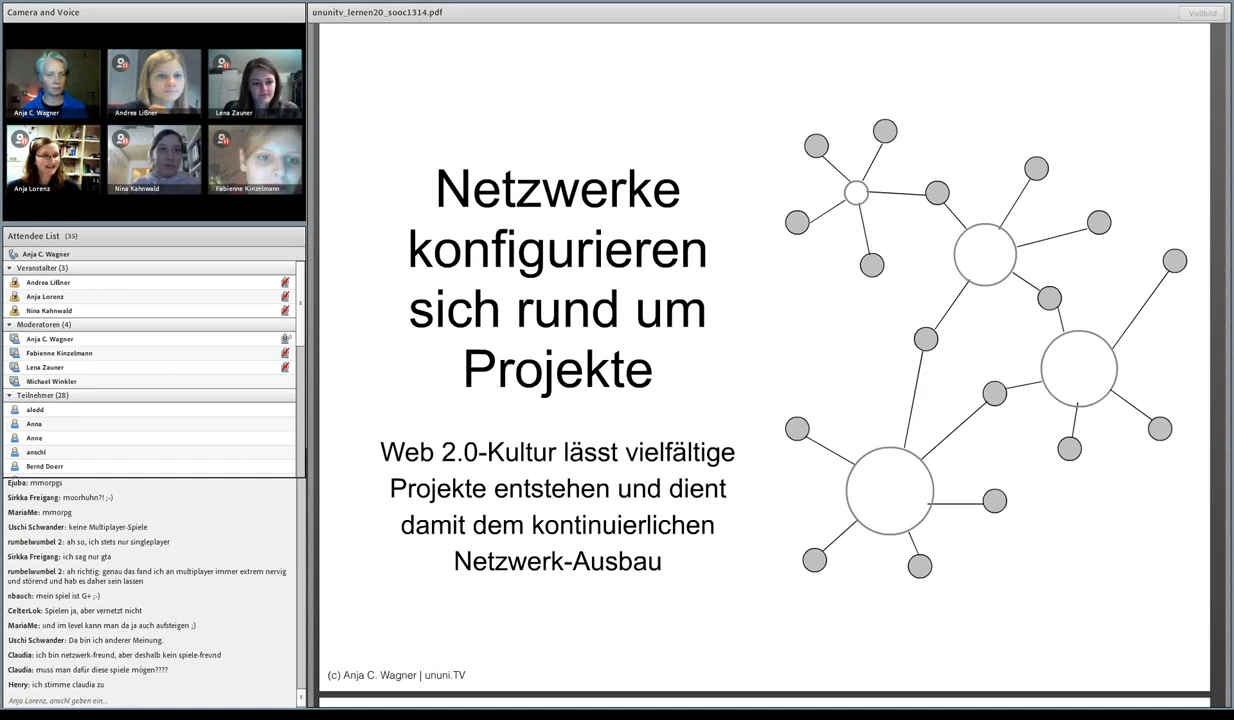 Camera and Voice
Anja C. Wagner
Andrea Lißner
Lena Zauner
Anja Lorenz
Nina Kahnwald
Fabienne Kinzelmann
Attendee List (35)
Anja C. Wagner
Veranstalter (3)
Andrea Lißner
Anja Lorenz
Nina Kahnwald
Moderatoren (4)
Anja C. Wagner
Fabienne Kinzelmann
Lena Zauner
Michael Winkler
Teilnehmer (28)
aledd
Anna
Anne
anschl
Bernd Doerr
Ejuba: mmorpgs
Sirkka Freigang: moorhuhn?! ;-)
MariaMe: mmorpg
Uschi Schwander: keine Multiplayer-Spiele
rumbelwumbel 2: ah so, ich stets nur singleplayer
Sirkka Freigang: ich sag nur gta
rumbelwumbel 2: ah richtig: genau das fand ich an multiplayer immer extrem nervig
und störend und hab es daher sein lassen
nbauch: mein spiel ist G+ ;-)
CelterLok: Spielen ja, aber vernetzt nicht
MariaMe: und im level kann man da ja auch aufsteigen ;)
Uschi Schwander: Da bin ich anderer Meinung.
Claudia: ich bin netzwerk-freund, aber deshalb kein spiele-freund
Claudia: muss man dafür diese spiele mögen????
Henry: ich stimme claudia zu
Anja Lorenz, anschl geben ein...
ununitv_lernen20_sooc1314.pdf
Vollbild
Netzwerke
konfigurieren
sich rund um
Projekte
Web 2.0-Kultur lässt vielfältige
Projekte entstehen und dient
damit dem kontinuierlichen
Netzwerk-Ausbau
(c) Anja C. Wagner | ununi.TV